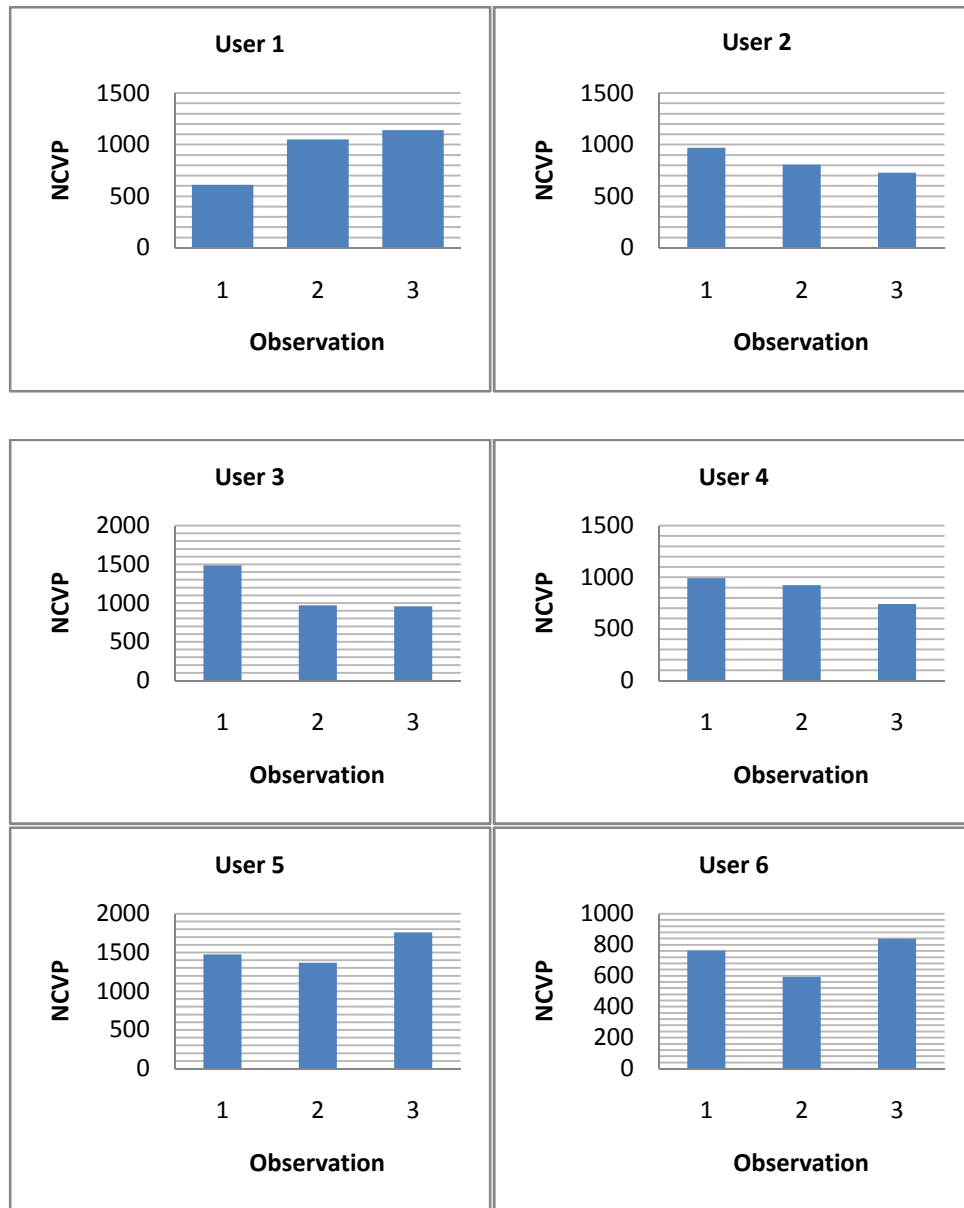 User 1
1500
1000
500
0
NCVP
1 2 3
Observation
User 2
1500
1000
500
0
NCVP
1 2 3
Observation
User 3
2000
1500
1000
500
0
NCVP
1 2 3
Observation
User 4
1500
1000
500
0
NCVP
1 2 3
Observation
User 5
2000
1500
1000
500
0
NCVP
1 2 3
Observation
User 6
1000
800
600
400
200
0
NCVP
1 2 3
Observation